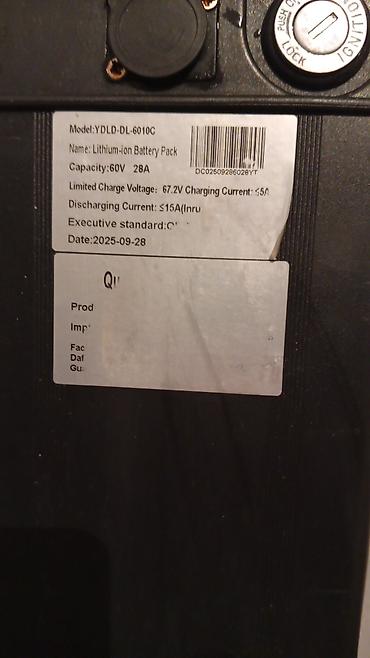 PUSH
LOCK
IGNITION
Model:YDLD-DL-6010C
Name: Lithium-ion Battery Pack
Capacity:60V 28A
DC02509286028YT
Limited Charge Voltage: 67.2V Charging Current: ≤5A
Discharging Current: ≤15A(Inru
Executive standard:
Date:2025-09-28
Qu
Prod
Imp
Fac
Dat
Gu